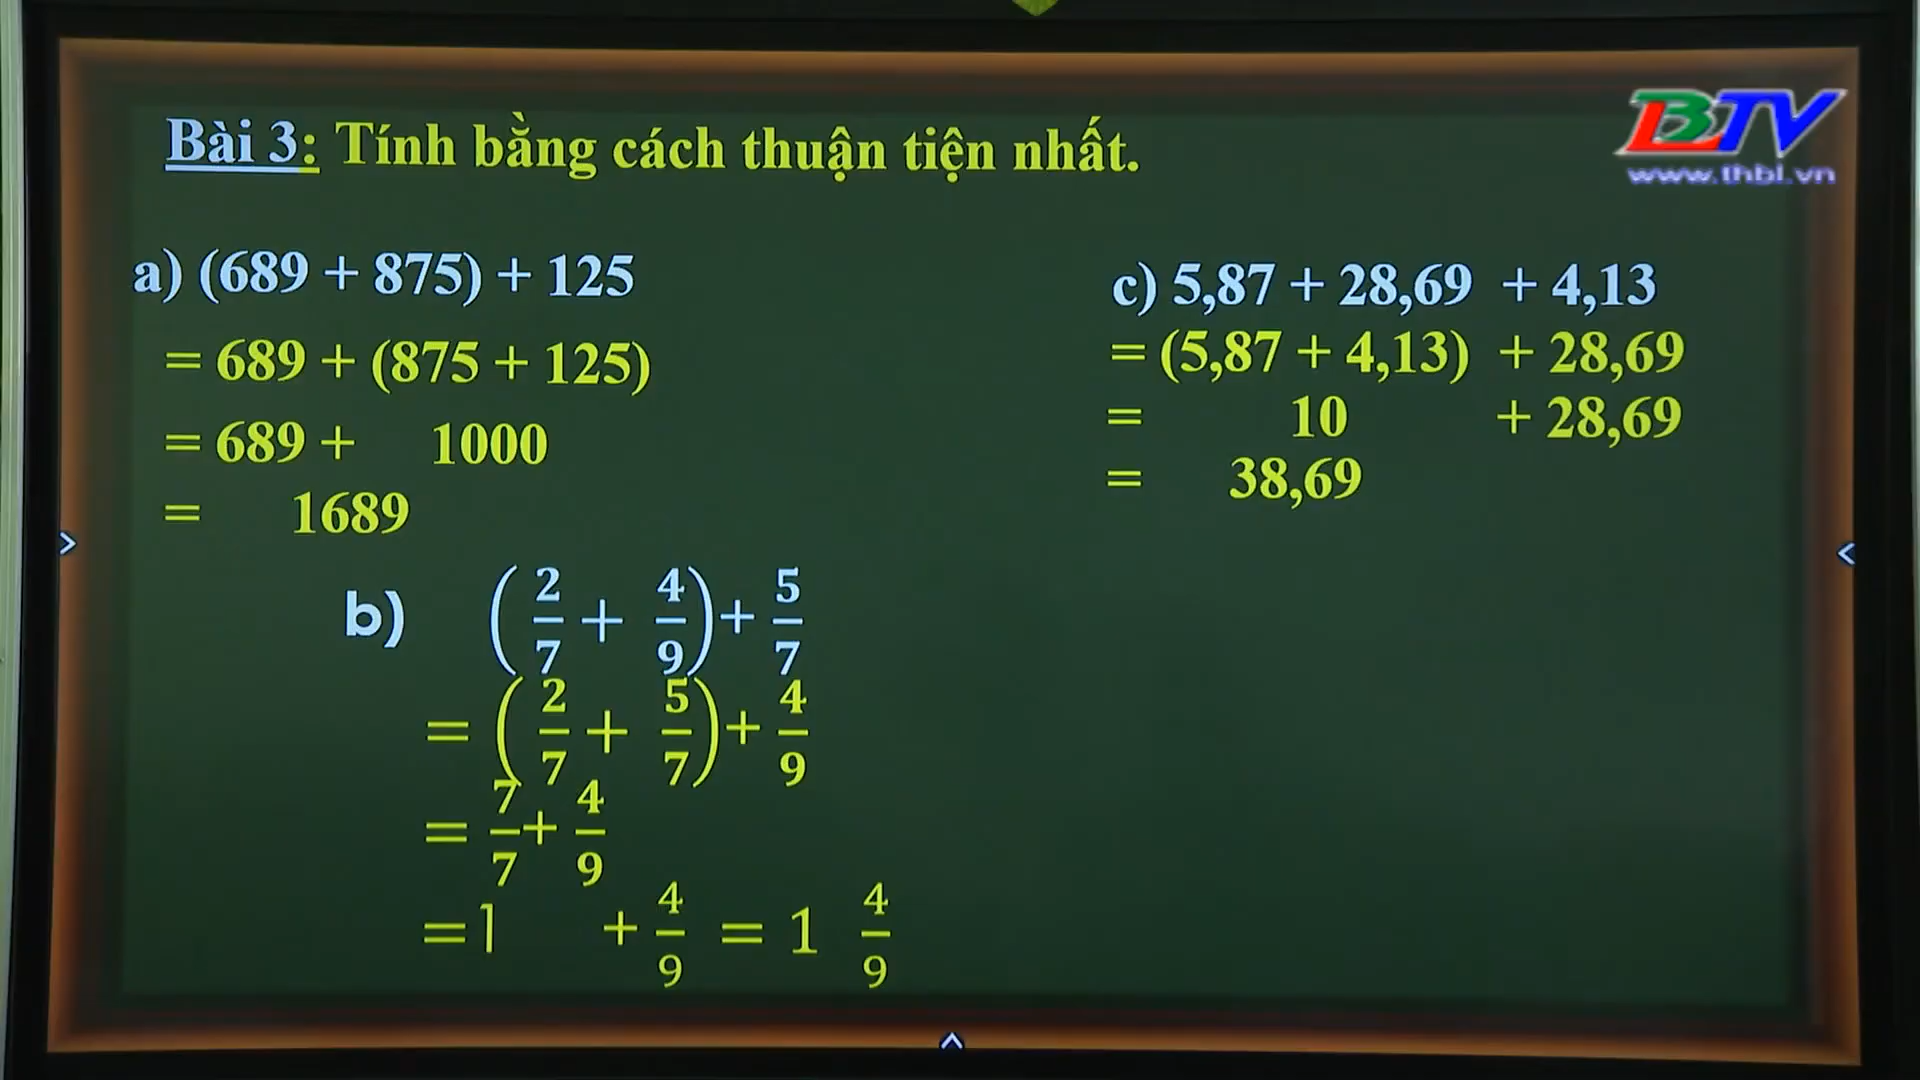 Bài 3: Tính bằng cách thuận tiện nhất.
BTV
www.thbl.vn
a) (689 + 875) + 125
= 689 + (875 + 125)
= 689 + 1000
= 1689
b) (2/7 + 4/9) + 5/7
= (2/7 + 5/7) + 4/9
= 7/7 + 4/9
= 1 + 4/9 = 1 4/9
c) 5,87 + 28,69 + 4,13
= (5,87 + 4,13) + 28,69
= 10 + 28,69
= 38,69